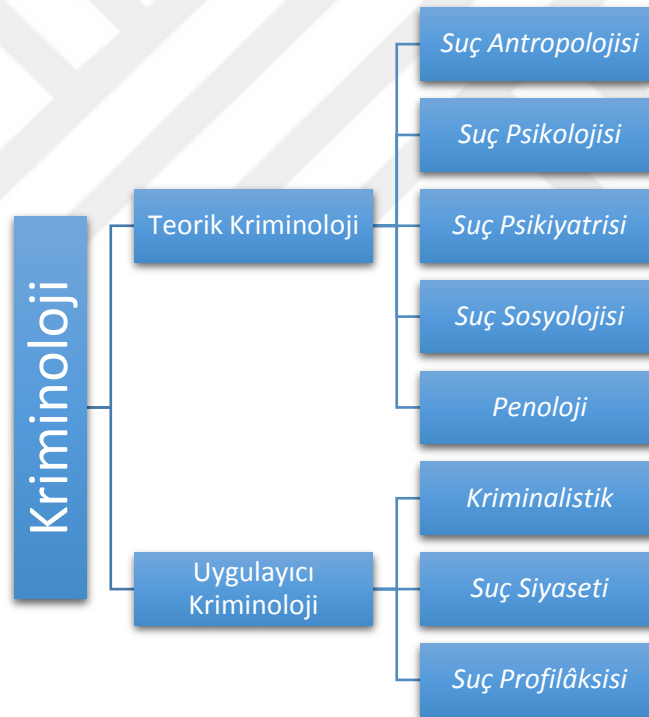 Kriminoloji
Teorik Kriminoloji
Suç Antropolojisi
Suç Psikolojisi
Suç Psikiyatrisi
Suç Sosyolojisi
Penoloji
Uygulayıcı
Kriminoloji
Kriminalistik
Suç Siyaseti
Suç Profilâksisi